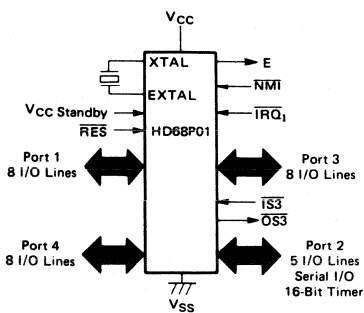 VCC
XTAL
E
EXTAL
NMI
VCC Standby
IRQ1
RES
HD68P01
Port 1
8 I/O Lines
Port 3
8 I/O Lines
IS3
OS3
Port 4
8 I/O Lines
Port 2
5 I/O Lines
Serial I/O
16-Bit Timer
VSS